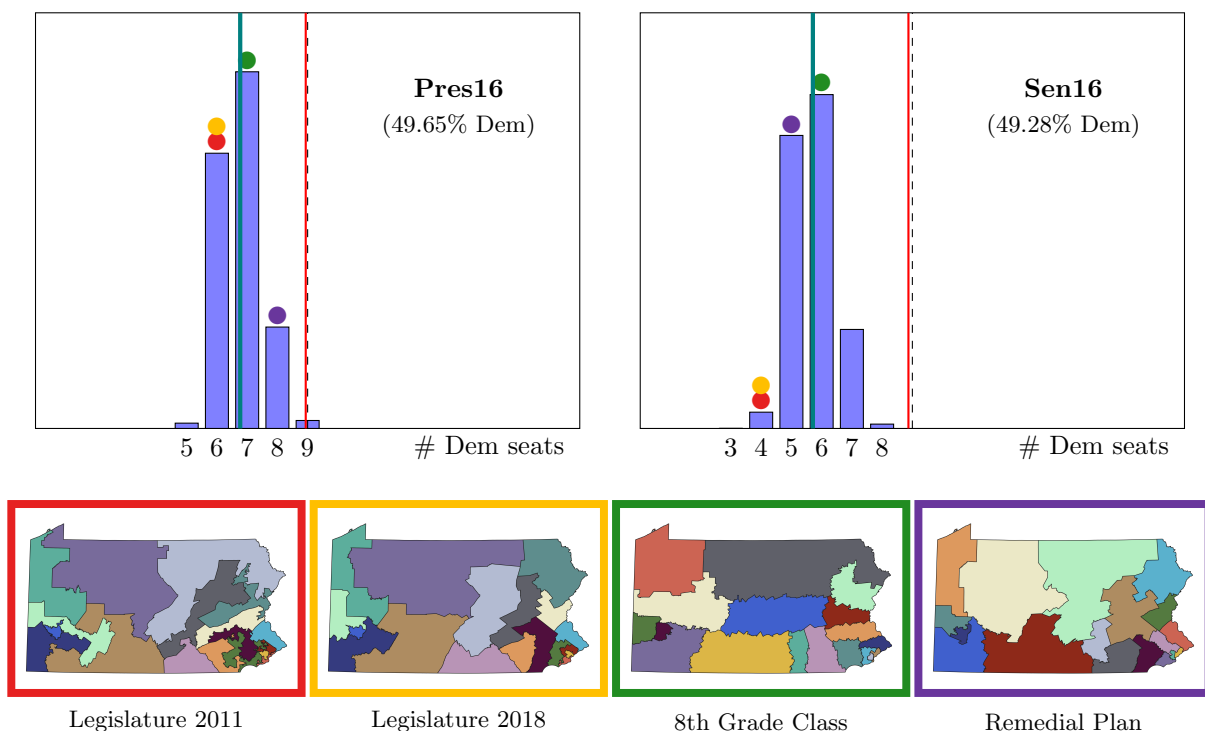 Pres16
(49.65% Dem)
5 6 7 8 9 # Dem seats
Sen16
(49.28% Dem)
3 4 5 6 7 8 # Dem seats
Legislature 2011
Legislature 2018
8th Grade Class
Remedial Plan